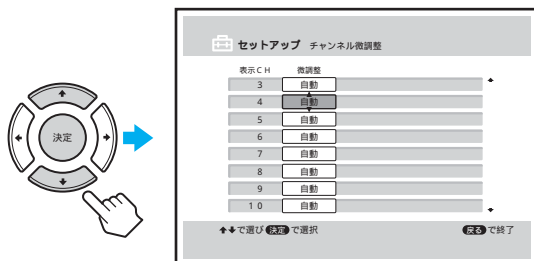 セットアップ チャンネル微調整
表示CH 微調整
3 自動
4 自動
5 自動
6 自動
7 自動
8 自動
9 自動
10 自動
で選び 決定 で選択 戻る で終了
決定